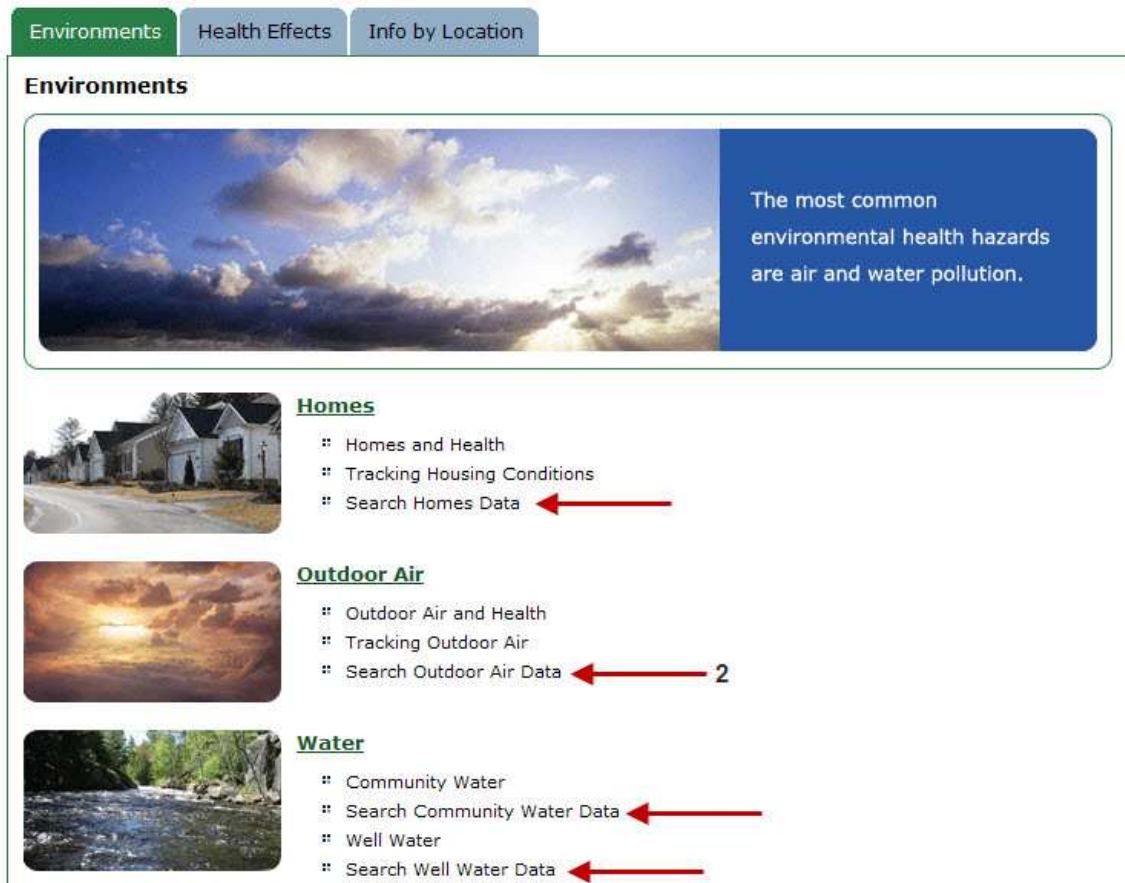 Environments Health Effects Info by Location
Environments
The most common
environmental health hazards
are air and water pollution.
Homes
Homes and Health
Tracking Housing Conditions
Search Homes Data
Outdoor Air
Outdoor Air and Health
Tracking Outdoor Air
Search Outdoor Air Data 2
Water
Community Water
Search Community Water Data
Well Water
Search Well Water Data